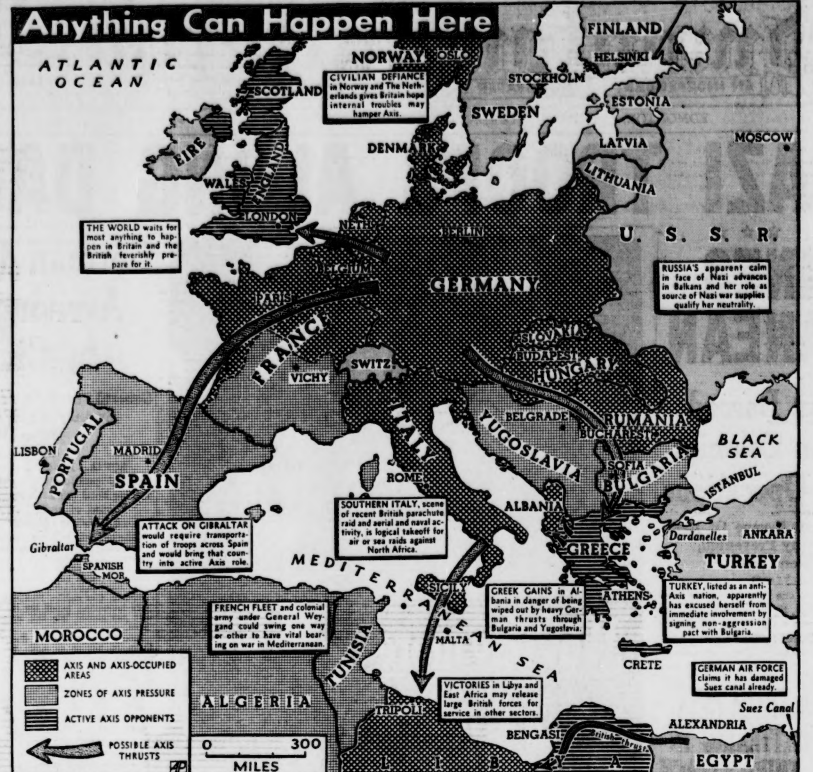 Anything Can Happen Here
ATLANTIC
OCEAN
NORWAY
OSLO
FINLAND
HELSINKI
STOCKHOLM
SCOTLAND
CIVILIAN DEFIANCE
in Norway and The Neth-
erlands gives Britain hope
internal troubles may
hamper Axis.
SWEDEN
ESTONIA
LATVIA
MOSCOW
EIRE
ENGLAND
WALES
LONDON
DENMARK
LITHUANIA
NETH.
BERLIN
U. S. S. R.
THE WORLD waits for
most anything to hap-
pen in Britain and the
British feverishly pre-
pare for it.
BELGIUM
GERMANY
RUSSIA'S apparent calm
in face of Nazi advances
in Balkans and her role as
source of Nazi war supplies
qualify her neutrality.
PARIS
FRANCE
SLOVAKIA
BUDAPEST
HUNGARY
SWITZ.
VICHY
ITALY
YUGOSLAVIA
BELGRADE
RUMANIA
BUCHAREST
BLACK
SEA
LISBON
PORTUGAL
MADRID
SPAIN
ROME
SOFIA
BULGARIA
ISTANBUL
ALBANIA
ATTACK ON GIBRALTAR
would require transporta-
tion of troops across Spain
and would bring that coun-
try into active Axis role.
SOUTHERN ITALY, scene
of recent British parachute
raid and aerial and naval ac-
tivity, is logical takeoff for
air or sea raids against
North Africa.
Gibraltar
SPANISH
MOR.
GREECE
Dardanelles
ANKARA
TURKEY
MEDITERRANEAN SEA
SICILY
ATHENS
GREEK GAINS in Al-
bania in danger of being
wiped out by heavy Ger-
man thrusts through
Bulgaria and Yugoslavia.
TURKEY, listed as an anti-
Axis nation, apparently
has excused herself from
immediate involvement by
signing non-aggression
pact with Bulgaria.
MOROCCO
FRENCH FLEET and colonial
army under General Wey-
gand could swing one way
or other to have vital bear-
ing on war in Mediterranean.
TUNISIA
MALTA
CRETE
AXIS AND AXIS-OCCUPIED
AREAS
ZONES OF AXIS PRESSURE
ACTIVE AXIS OPPONENTS
POSSIBLE AXIS
THRUSTS
AP
ALGERIA
0 300
MILES
TRIPOLI
VICTORIES in Libya and
East Africa may release
large British forces for
service in other sectors.
GERMAN AIR FORCE
claims it has damaged
Suez canal already.
Suez Canal
BENGASI
British thrust
ALEXANDRIA
LIBYA
EGYPT